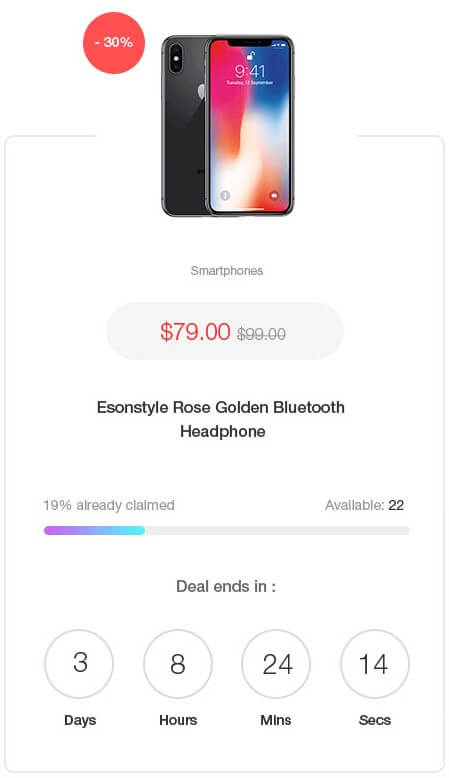 - 30%
9:41
Tuesday, 12 September
Smartphones
$79.00 $99.00
Esonstyle Rose Golden Bluetooth
Headphone
19% already claimed
Available: 22
Deal ends in :
3 8 24 14
Days Hours Mins Secs